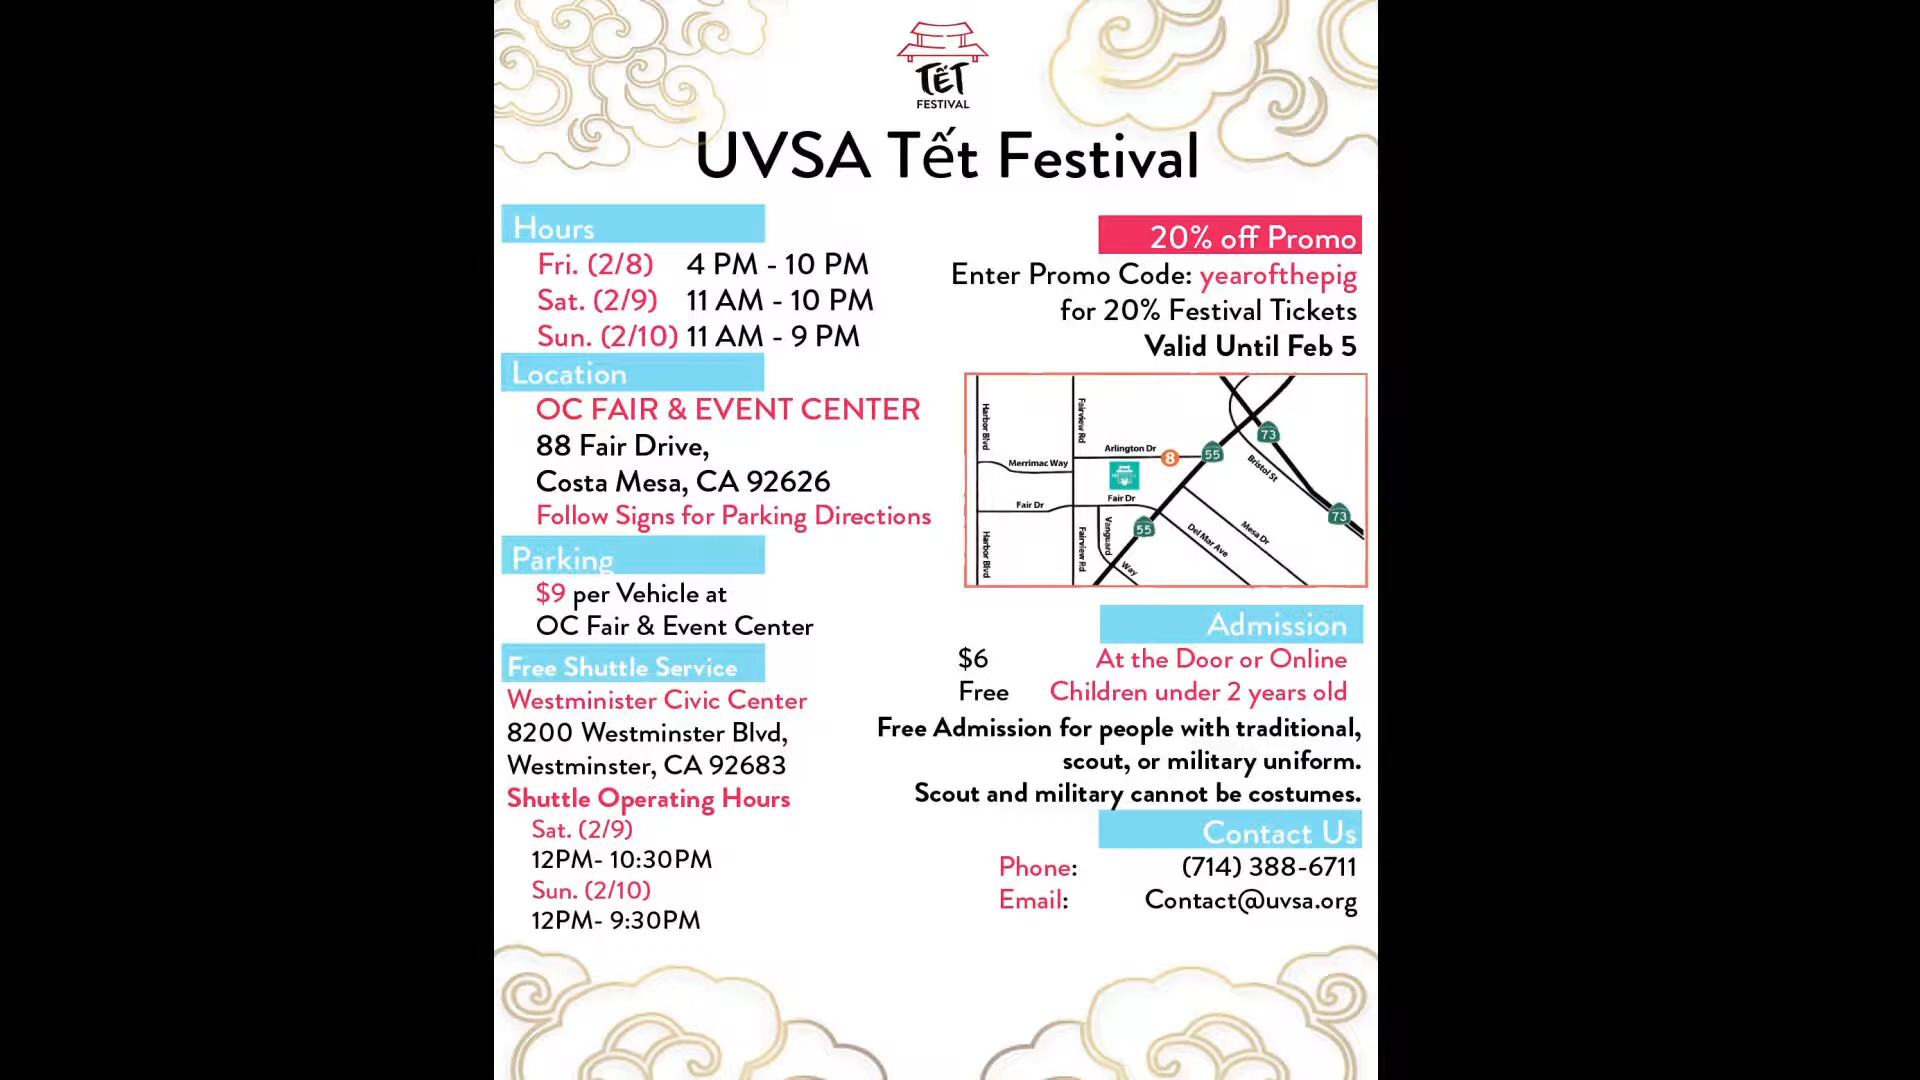 TẾT
FESTIVAL
UVSA Tết Festival
Hours
Fri. (2/8) 4 PM - 10 PM
Sat. (2/9) 11 AM - 10 PM
Sun. (2/10) 11 AM - 9 PM
Location
OC FAIR & EVENT CENTER
88 Fair Drive,
Costa Mesa, CA 92626
Follow Signs for Parking Directions
Parking
$9 per Vehicle at
OC Fair & Event Center
Free Shuttle Service
Westminister Civic Center
8200 Westminster Blvd,
Westminster, CA 92683
Shuttle Operating Hours
Sat. (2/9)
12PM- 10:30PM
Sun. (2/10)
12PM- 9:30PM
20% off Promo
Enter Promo Code: yearofthepig
for 20% Festival Tickets
Valid Until Feb 5
Harbor Blvd
Fairview Rd
Arlington Dr
8
55
73
Merrimac Way
Bristol St
Fair Dr
Fair Dr
73
Harbor Blvd
Fairview Rd
Vanguard
Way
55
Del Mar Ave
Mesa Dr
Admission
$6 At the Door or Online
Free Children under 2 years old
Free Admission for people with traditional,
scout, or military uniform.
Scout and military cannot be costumes.
Contact Us
Phone: (714) 388-6711
Email: Contact@uvsa.org